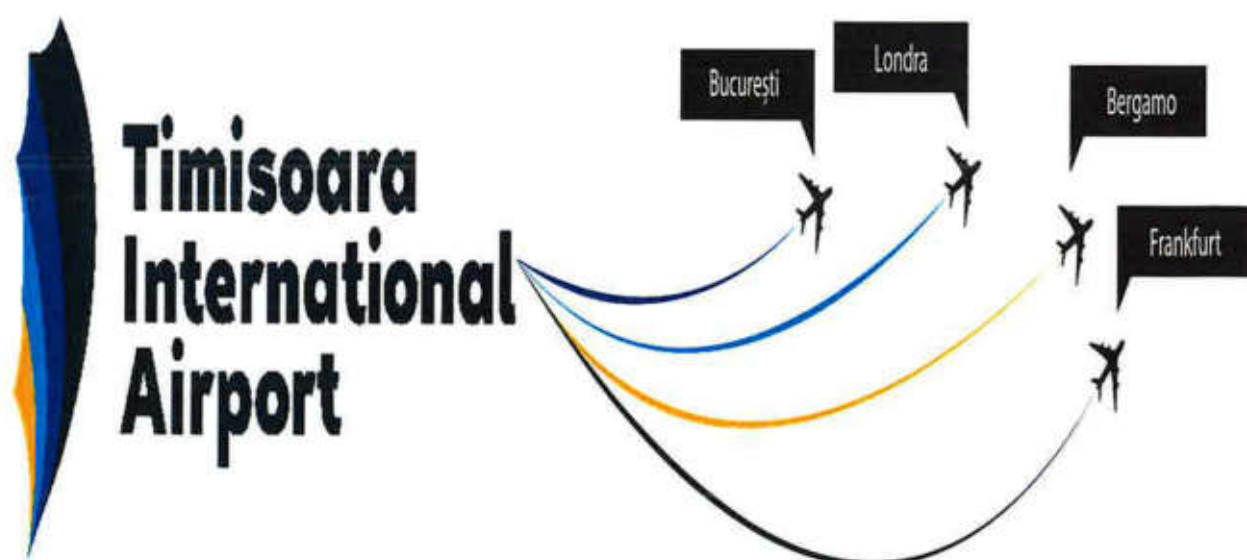 Timisoara
International
Airport
București
Londra
Bergamo
Frankfurt